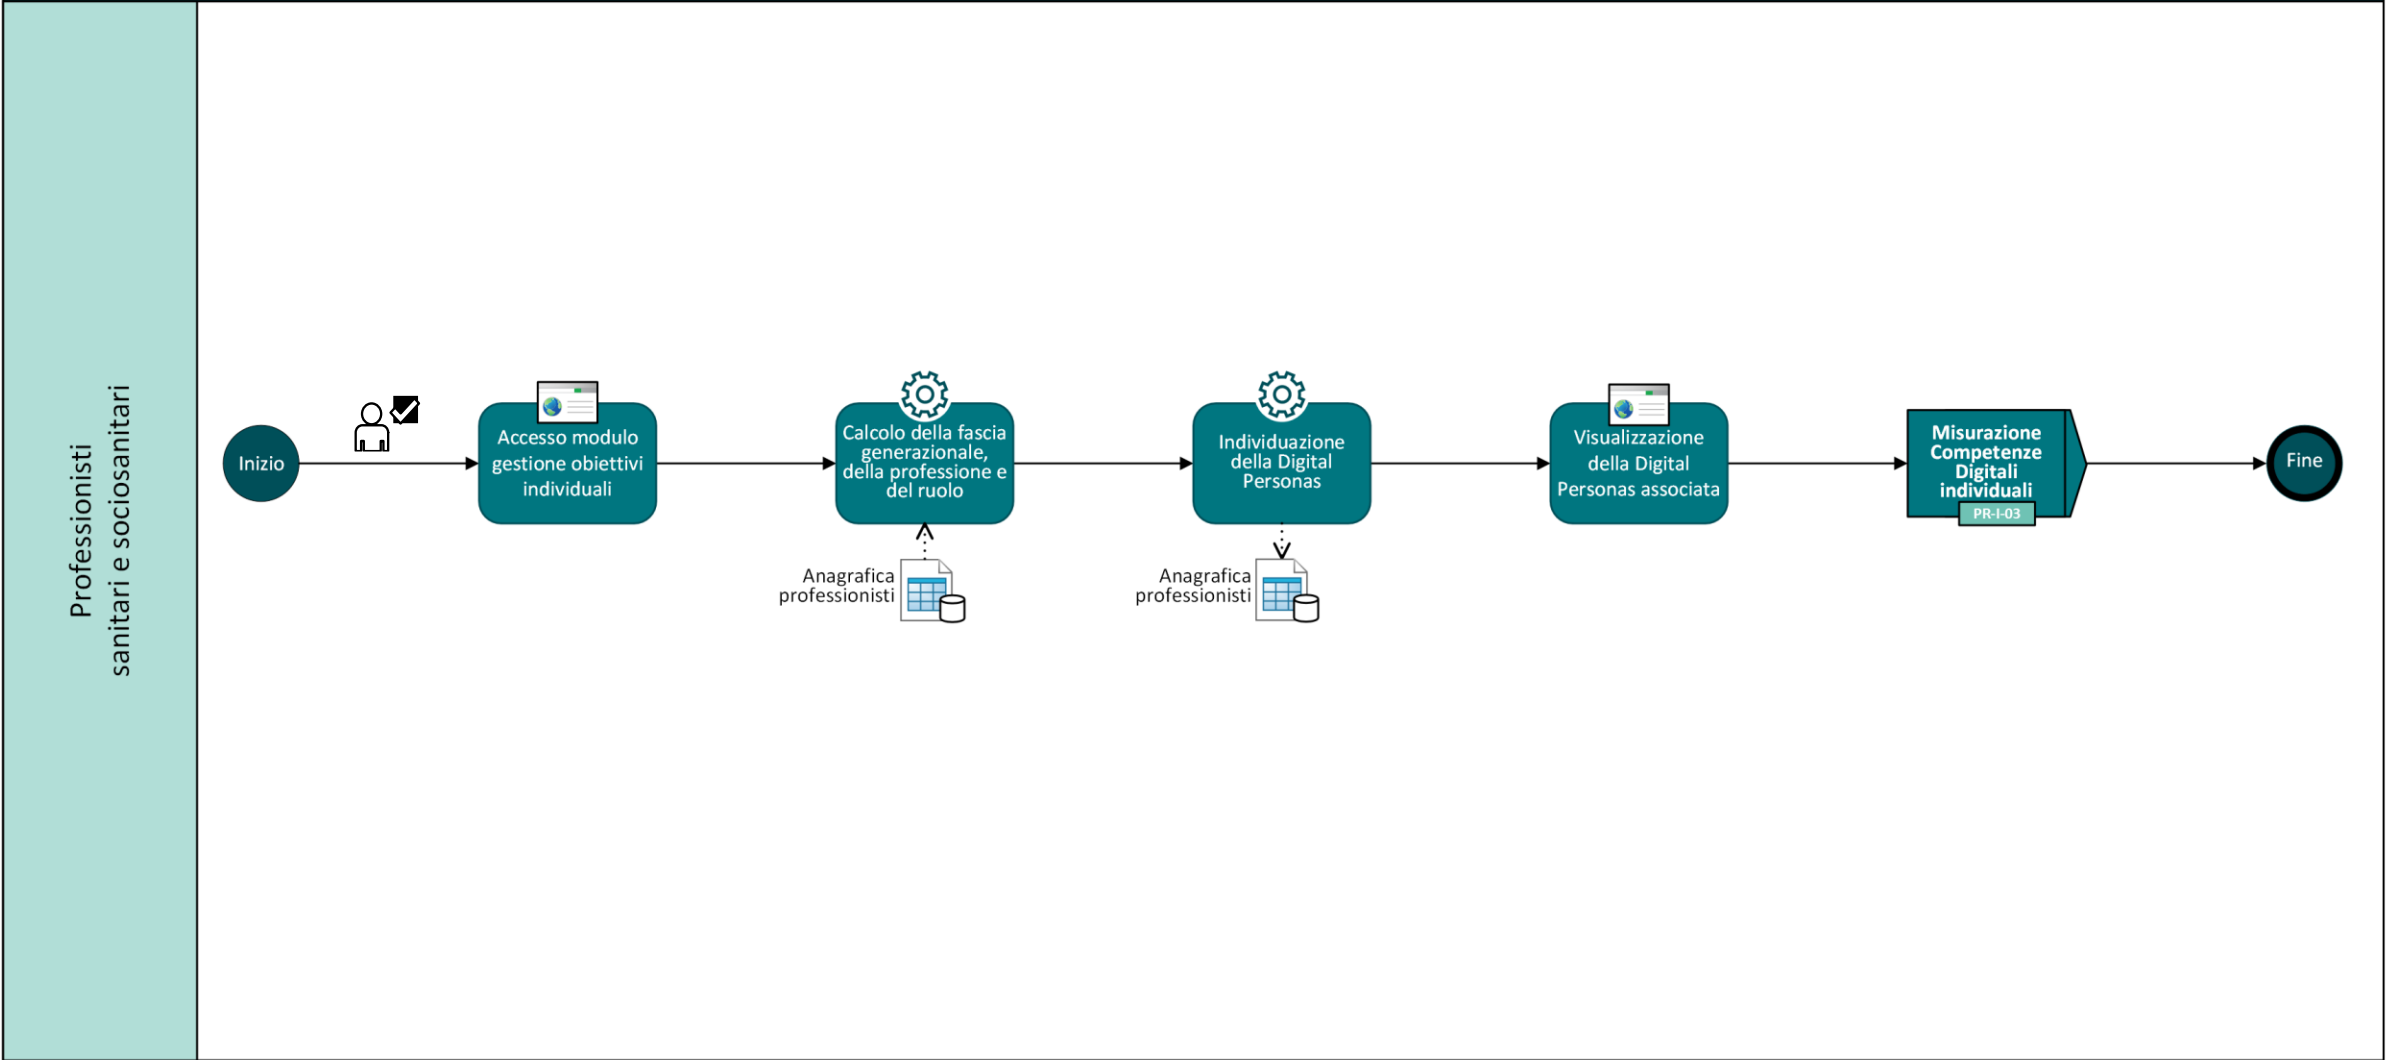 Professionisti
sanitari e sociosanitari
Inizio
Accesso modulo
gestione obiettivi
individuali
Calcolo della fascia
generazionale,
della professione e
del ruolo
Anagrafica
professionisti
Individuazione
della Digital
Personas
Anagrafica
professionisti
Visualizzazione
della Digital
Personas associata
Misurazione
Competenze
Digitali
individuali
PR-I-03
Fine